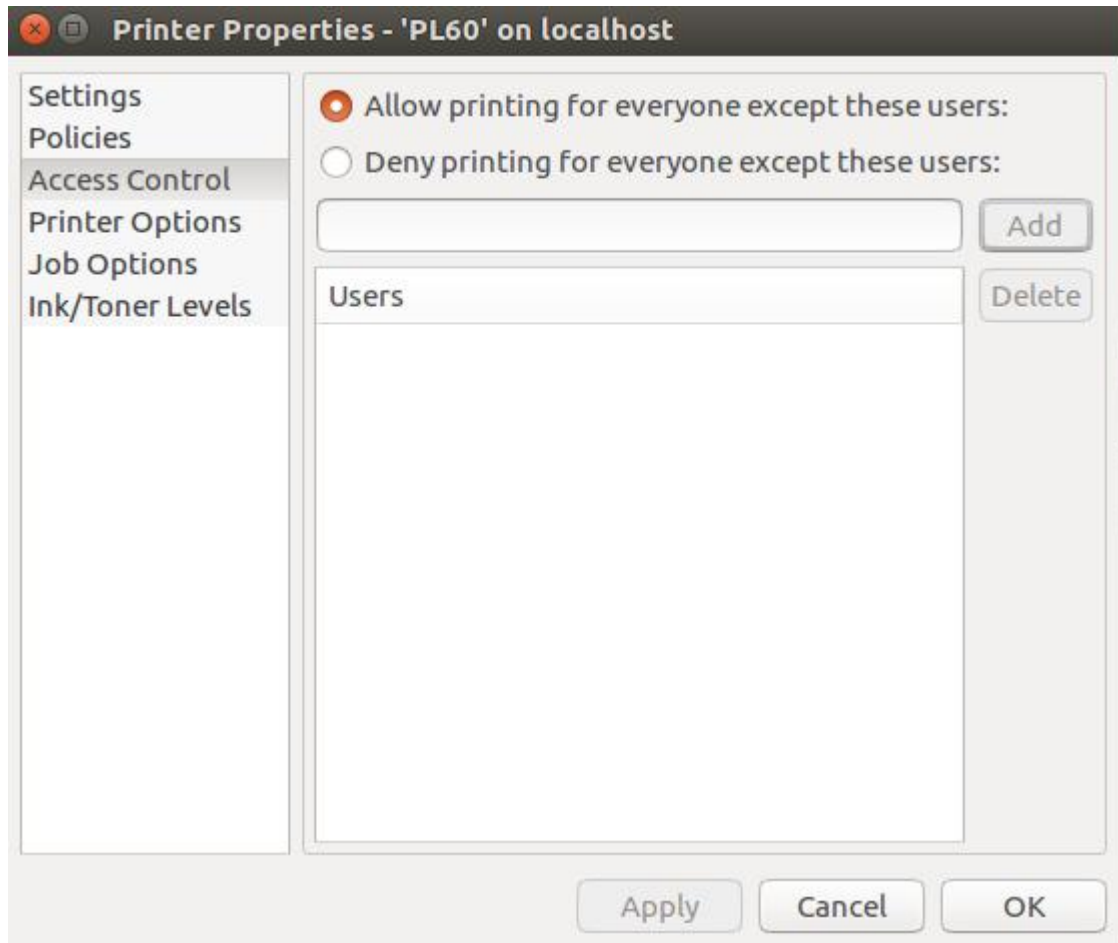 Printer Properties - 'PL60' on localhost
Settings
Policies
Access Control
Printer Options
Job Options
Ink/Toner Levels
Allow printing for everyone except these users:
Deny printing for everyone except these users:
Add
Users
Delete
Apply
Cancel
OK